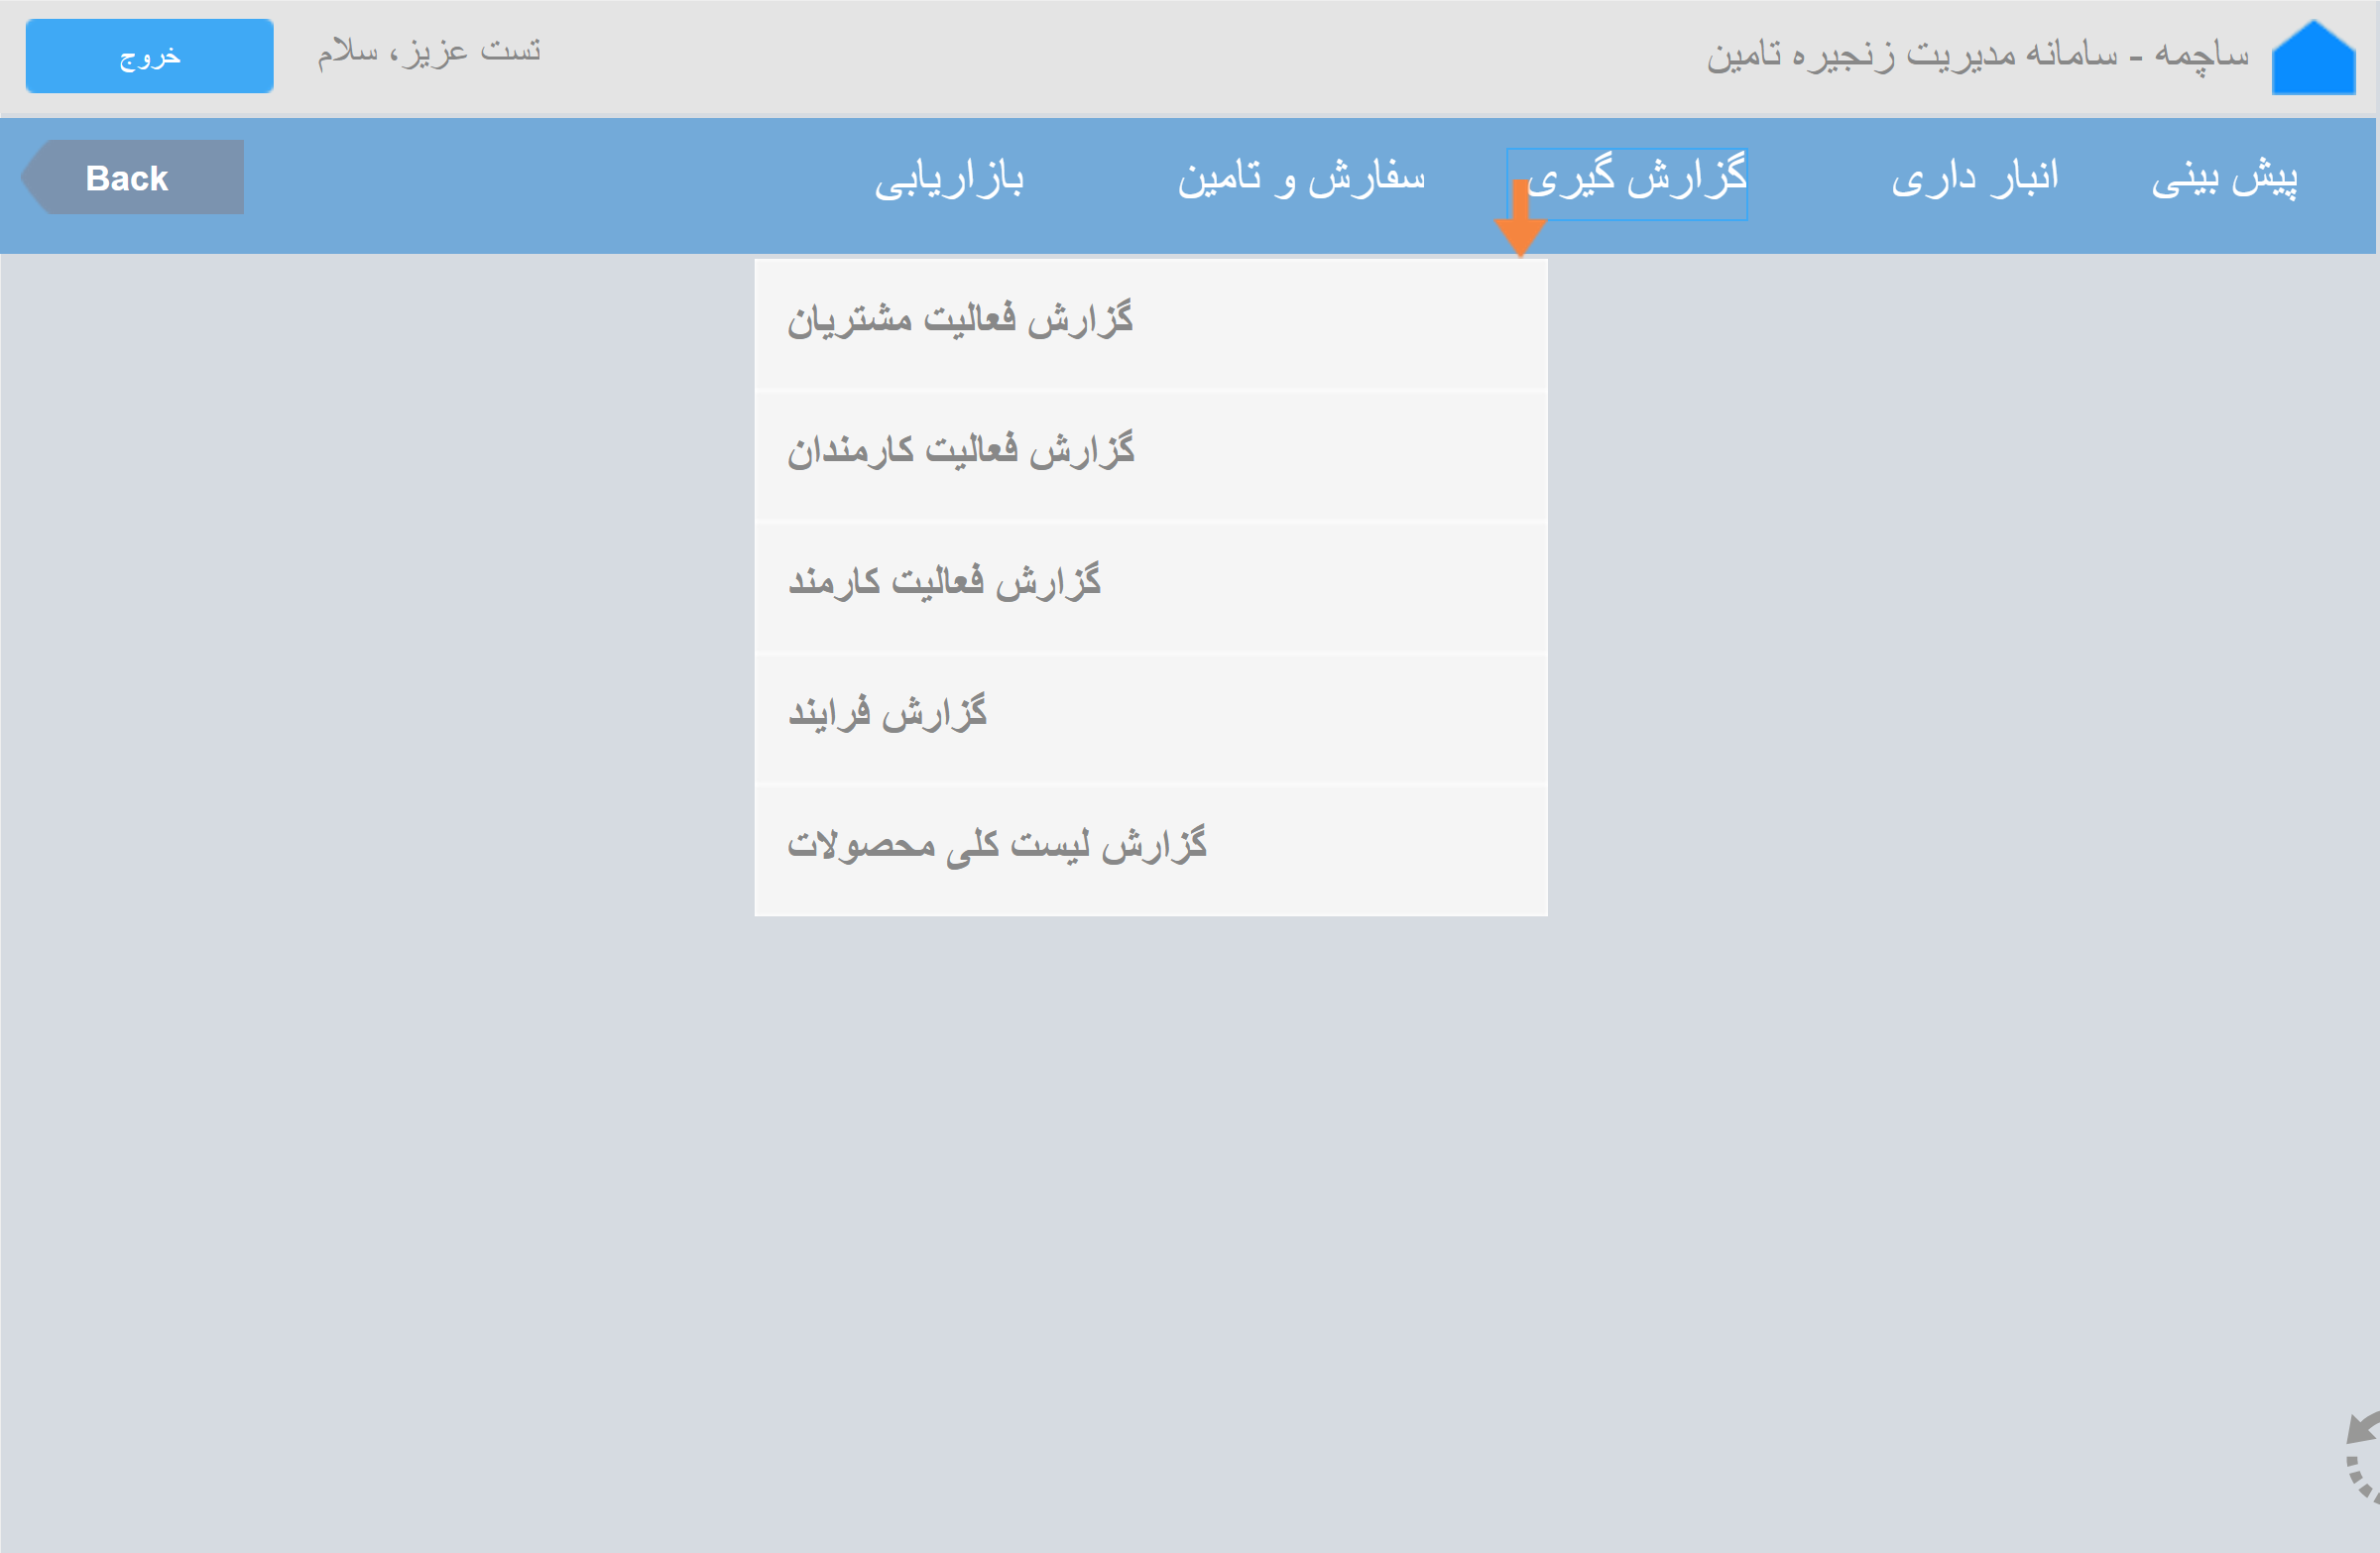 ساچمه - سامانه مدیریت زنجیره تامین
تست عزیز، سلام
خروج
پیش بینی
انبار داری
گزارش گیری
سفارش و تامین
بازاریابی
Back
گزارش فعالیت مشتریان
گزارش فعالیت کارمندان
گزارش فعالیت کارمند
گزارش فرایند
گزارش لیست کلی محصولات